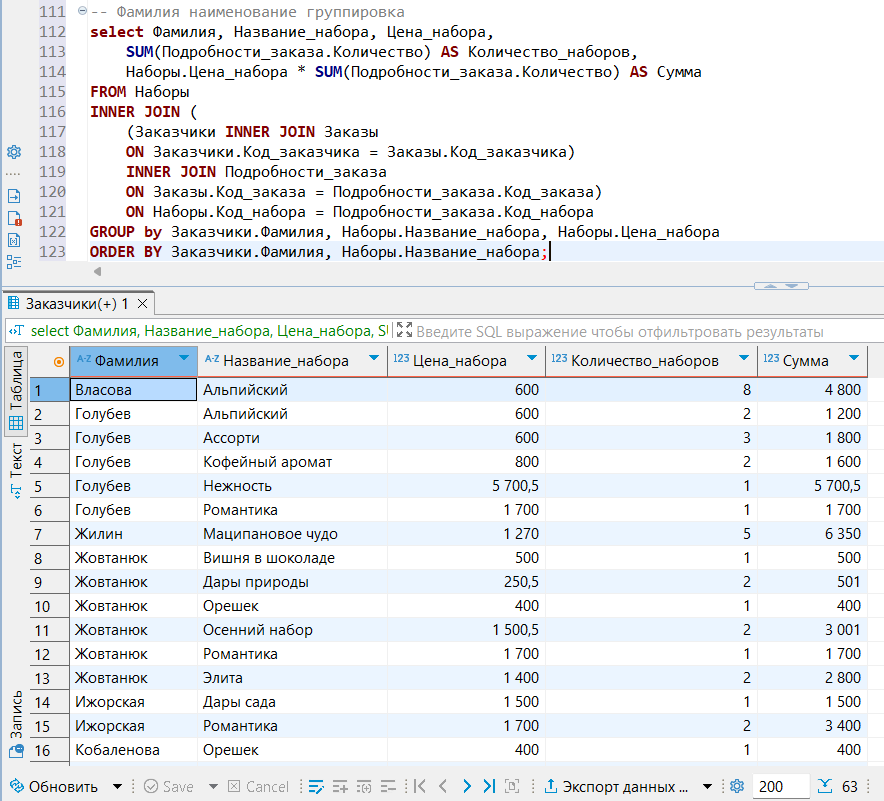 111 -- Фамилия наименование группировка
112 select Фамилия, Название_набора, Цена_набора,
113 SUM(Подробности_заказа.Количество) AS Количество_наборов,
114 Наборы.Цена_набора * SUM(Подробности_заказа.Количество) AS Сумма
115 FROM Наборы
116 INNER JOIN (
117 (Заказчики INNER JOIN Заказы
118 ON Заказчики.Код_заказчика = Заказы.Код_заказчика)
119 INNER JOIN Подробности_заказа
120 ON Заказы.Код_заказа = Подробности_заказа.Код_заказа)
121 ON Наборы.Код_набора = Подробности_заказа.Код_набора
122 GROUP by Заказчики.Фамилия, Наборы.Название_набора, Наборы.Цена_набора
123 ORDER BY Заказчики.Фамилия, Наборы.Название_набора;
Заказчики(+) 1
select Фамилия, Название_набора, Цена_набора, SU Введите SQL выражение чтобы отфильтровать результаты
Таблица
Текст
Запись
A-Z Фамилия A-Z Название_набора 123 Цена_набора 123 Количество_наборов 123 Сумма
1 Власова Альпийский 600 8 4 800
2 Голубев Альпийский 600 2 1 200
3 Голубев Ассорти 600 3 1 800
4 Голубев Кофейный аромат 800 2 1 600
5 Голубев Нежность 5 700,5 1 5 700,5
6 Голубев Романтика 1 700 1 1 700
7 Жилин Маципановое чудо 1 270 5 6 350
8 Жовтанюк Вишня в шоколаде 500 1 500
9 Жовтанюк Дары природы 250,5 2 501
10 Жовтанюк Орешек 400 1 400
11 Жовтанюк Осенний набор 1 500,5 2 3 001
12 Жовтанюк Романтика 1 700 1 1 700
13 Жовтанюк Элита 1 400 2 2 800
14 Ижорская Дары сада 1 500 1 1 500
15 Ижорская Романтика 1 700 2 3 400
16 Кобаленова Орешек 400 1 400
Обновить Save Cancel Экспорт данных ... 200 63